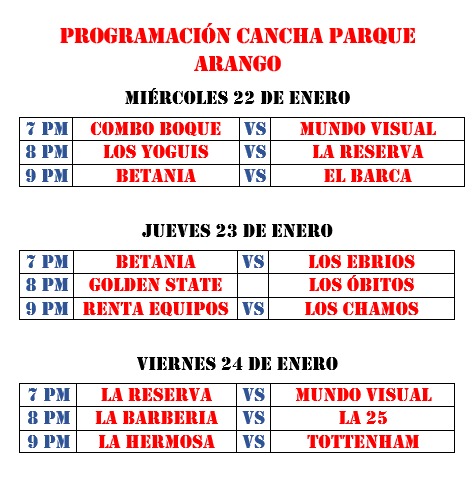 PROGRAMACIÓN CANCHA PARQUE
ARANGO
MIÉRCOLES 22 DE ENERO
7 PM COMBO BOQUE VS MUNDO VISUAL
8 PM LOS YOGUIS VS LA RESERVA
9 PM BETANIA VS EL BARCA
JUEVES 23 DE ENERO
7 PM BETANIA VS LOS EBRIOS
8 PM GOLDEN STATE LOS ÓBITOS
9 PM RENTA EQUIPOS VS LOS CHAMOS
VIERNES 24 DE ENERO
7 PM LA RESERVA VS MUNDO VISUAL
8 PM LA BARBERIA VS LA 25
9 PM LA HERMOSA VS TOTTENHAM